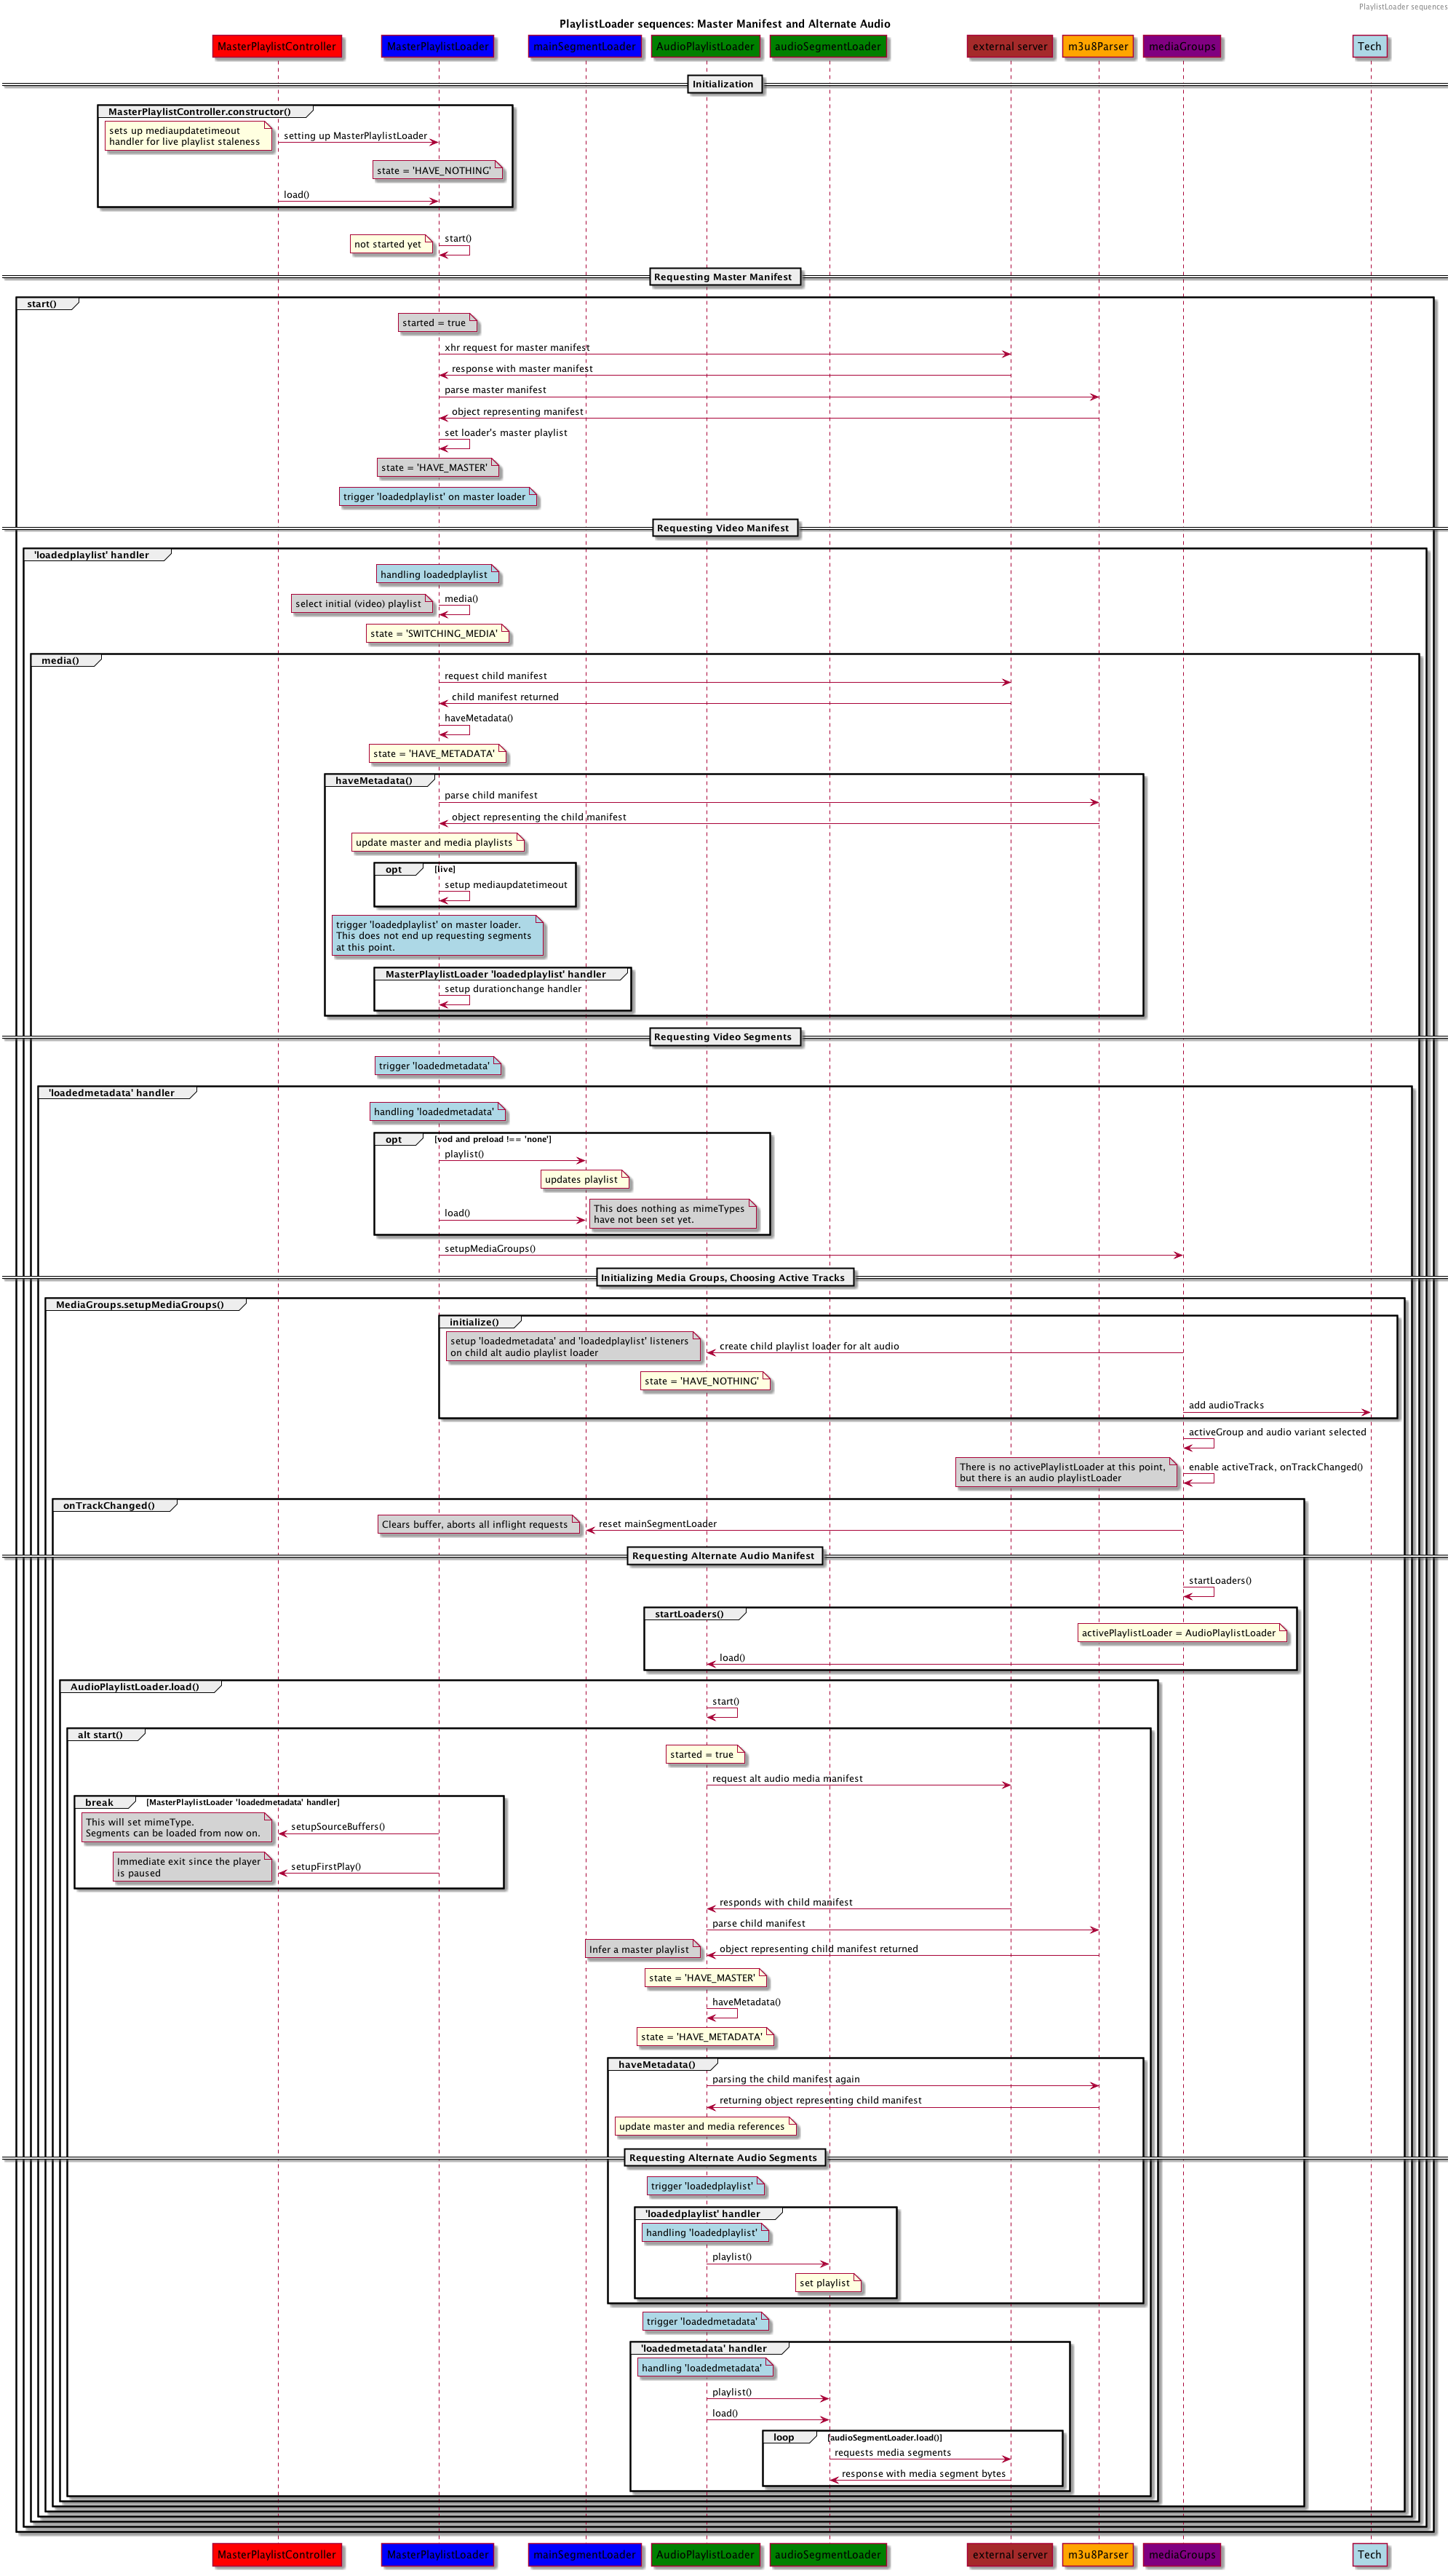 PlaylistLoader sequences
PlaylistLoader sequences: Master Manifest and Alternate Audio
MasterPlaylistController
MasterPlaylistLoader
mainSegmentLoader
AudioPlaylistLoader
audioSegmentLoader
external server
m3u8Parser
mediaGroups
Tech
Initialization
MasterPlaylistController.constructor()
sets up mediaupdatetimeout
handler for live playlist staleness
setting up MasterPlaylistLoader
state = 'HAVE_NOTHING'
load()
not started yet
start()
Requesting Master Manifest
start()
started = true
xhr request for master manifest
response with master manifest
parse master manifest
object representing manifest
set loader's master playlist
state = 'HAVE_MASTER'
trigger 'loadedplaylist' on master loader
Requesting Video Manifest
'loadedplaylist' handler
handling loadedplaylist
select initial (video) playlist
media()
state = 'SWITCHING_MEDIA'
media()
request child manifest
child manifest returned
haveMetadata()
state = 'HAVE_METADATA'
haveMetadata()
parse child manifest
object representing the child manifest
update master and media playlists
opt [live]
setup mediaupdatetimeout
trigger 'loadedplaylist' on master loader.
This does not end up requesting segments
at this point.
MasterPlaylistLoader 'loadedplaylist' handler
setup durationchange handler
Requesting Video Segments
trigger 'loadedmetadata'
'loadedmetadata' handler
handling 'loadedmetadata'
opt [vod and preload !== 'none']
playlist()
updates playlist
load()
This does nothing as mimeTypes
have not been set yet.
setupMediaGroups()
Initializing Media Groups, Choosing Active Tracks
MediaGroups.setupMediaGroups()
initialize()
setup 'loadedmetadata' and 'loadedplaylist' listeners
on child alt audio playlist loader
create child playlist loader for alt audio
state = 'HAVE_NOTHING'
add audioTracks
activeGroup and audio variant selected
There is no activePlaylistLoader at this point,
but there is an audio playlistLoader
enable activeTrack, onTrackChanged()
onTrackChanged()
Clears buffer, aborts all inflight requests
reset mainSegmentLoader
Requesting Alternate Audio Manifest
startLoaders()
startLoaders()
activePlaylistLoader = AudioPlaylistLoader
load()
AudioPlaylistLoader.load()
start()
alt start()
started = true
request alt audio media manifest
break [MasterPlaylistLoader 'loadedmetadata' handler]
This will set mimeType.
Segments can be loaded from now on.
setupSourceBuffers()
Immediate exit since the player
is paused
setupFirstPlay()
responds with child manifest
parse child manifest
Infer a master playlist
object representing child manifest returned
state = 'HAVE_MASTER'
haveMetadata()
state = 'HAVE_METADATA'
haveMetadata()
parsing the child manifest again
returning object representing child manifest
update master and media references
Requesting Alternate Audio Segments
trigger 'loadedplaylist'
'loadedplaylist' handler
handling 'loadedplaylist'
playlist()
set playlist
trigger 'loadedmetadata'
'loadedmetadata' handler
handling 'loadedmetadata'
playlist()
load()
loop [audioSegmentLoader.load()]
requests media segments
response with media segment bytes
MasterPlaylistController
MasterPlaylistLoader
mainSegmentLoader
AudioPlaylistLoader
audioSegmentLoader
external server
m3u8Parser
mediaGroups
Tech